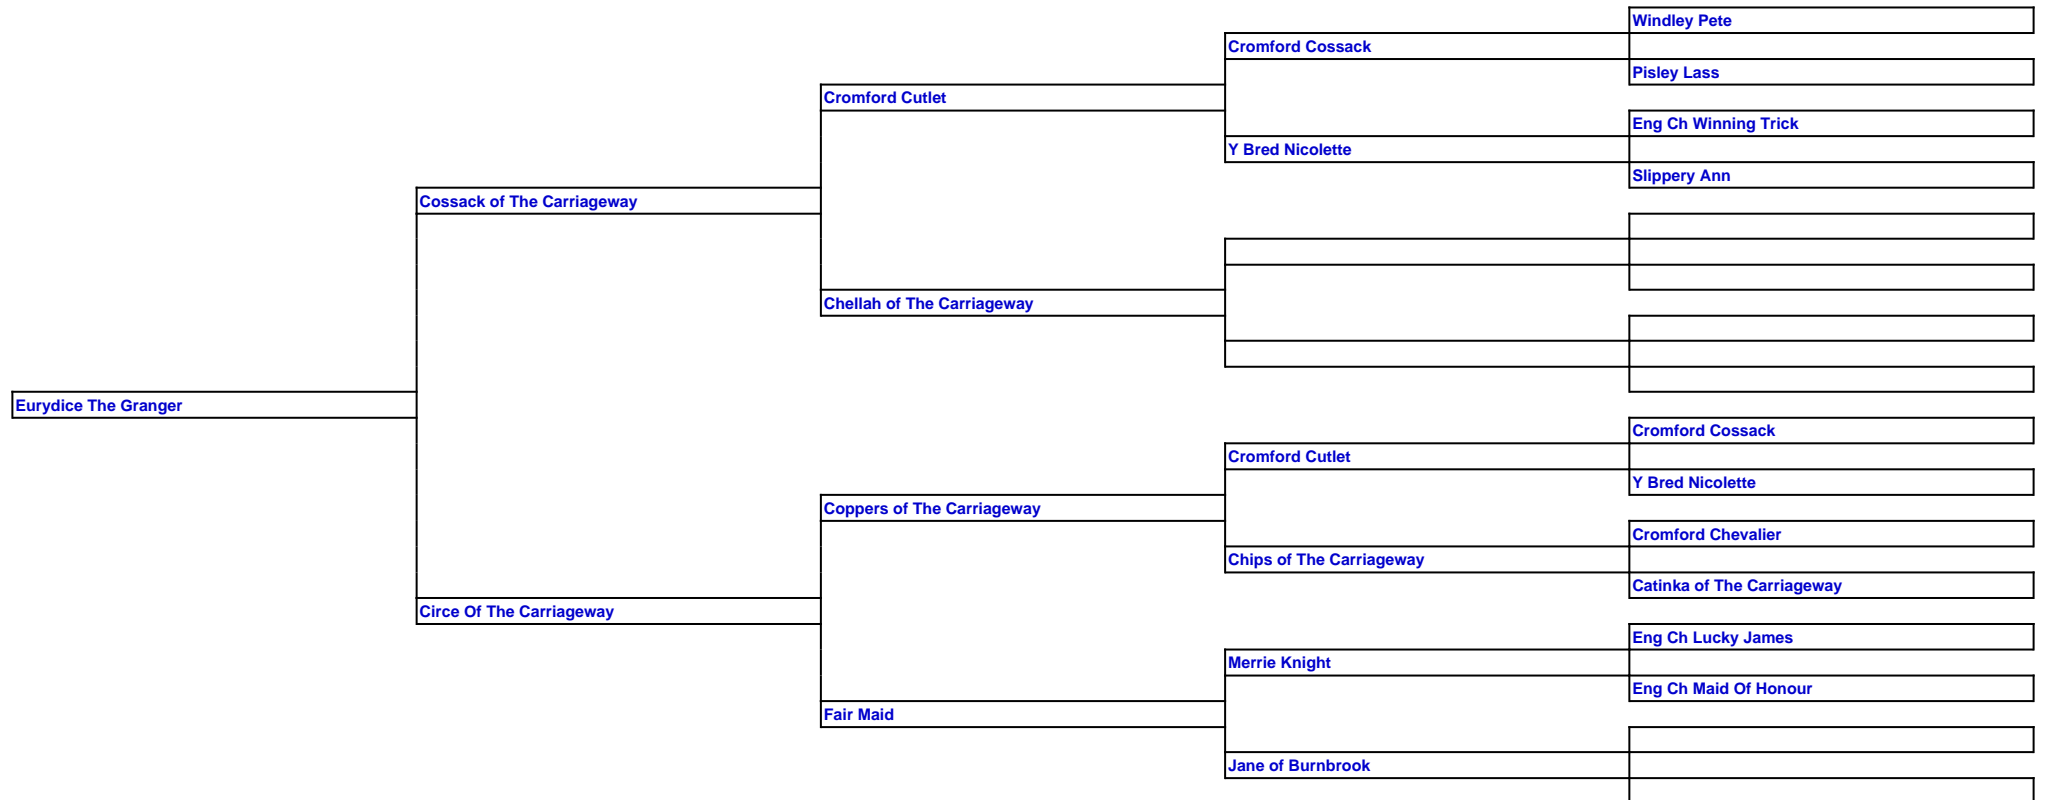 Windley Pete
Cromford Cossack
Pisley Lass
Cromford Cutlet
Eng Ch Winning Trick
Y Bred Nicolette
Slippery Ann
Cossack of The Carriageway
Chellah of The Carriageway
Eurydice The Granger
Cromford Cossack
Cromford Cutlet
Y Bred Nicolette
Coppers of The Carriageway
Cromford Chevalier
Chips of The Carriageway
Catinka of The Carriageway
Circe Of The Carriageway
Eng Ch Lucky James
Merrie Knight
Eng Ch Maid Of Honour
Fair Maid
Jane of Burnbrook